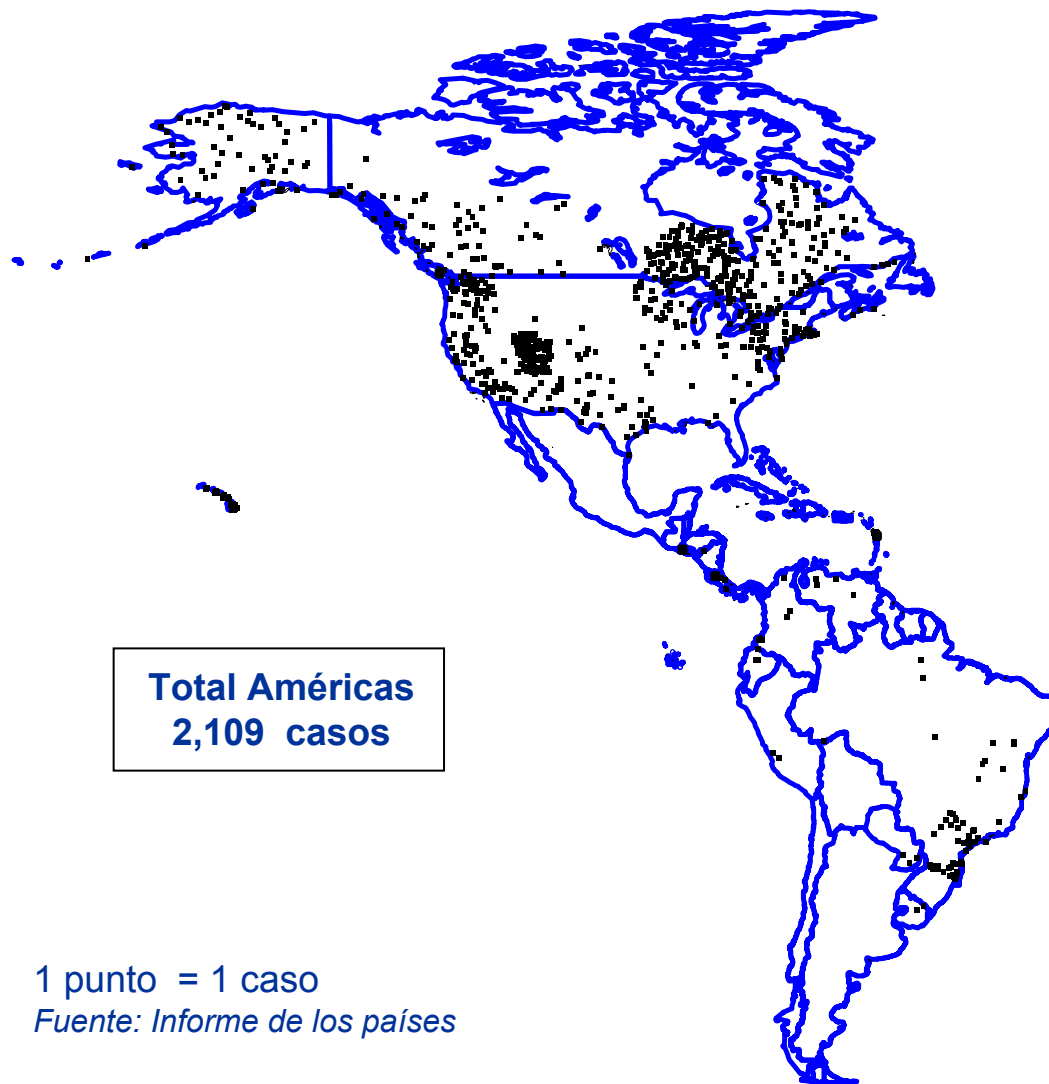 Total Américas
2,109 casos
1 punto = 1 caso
Fuente: Informe de los países